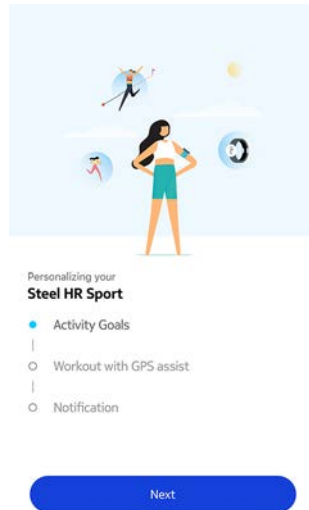 Personalizing your
Steel HR Sport
Activity Goals
Workout with GPS assist
Notification
Next